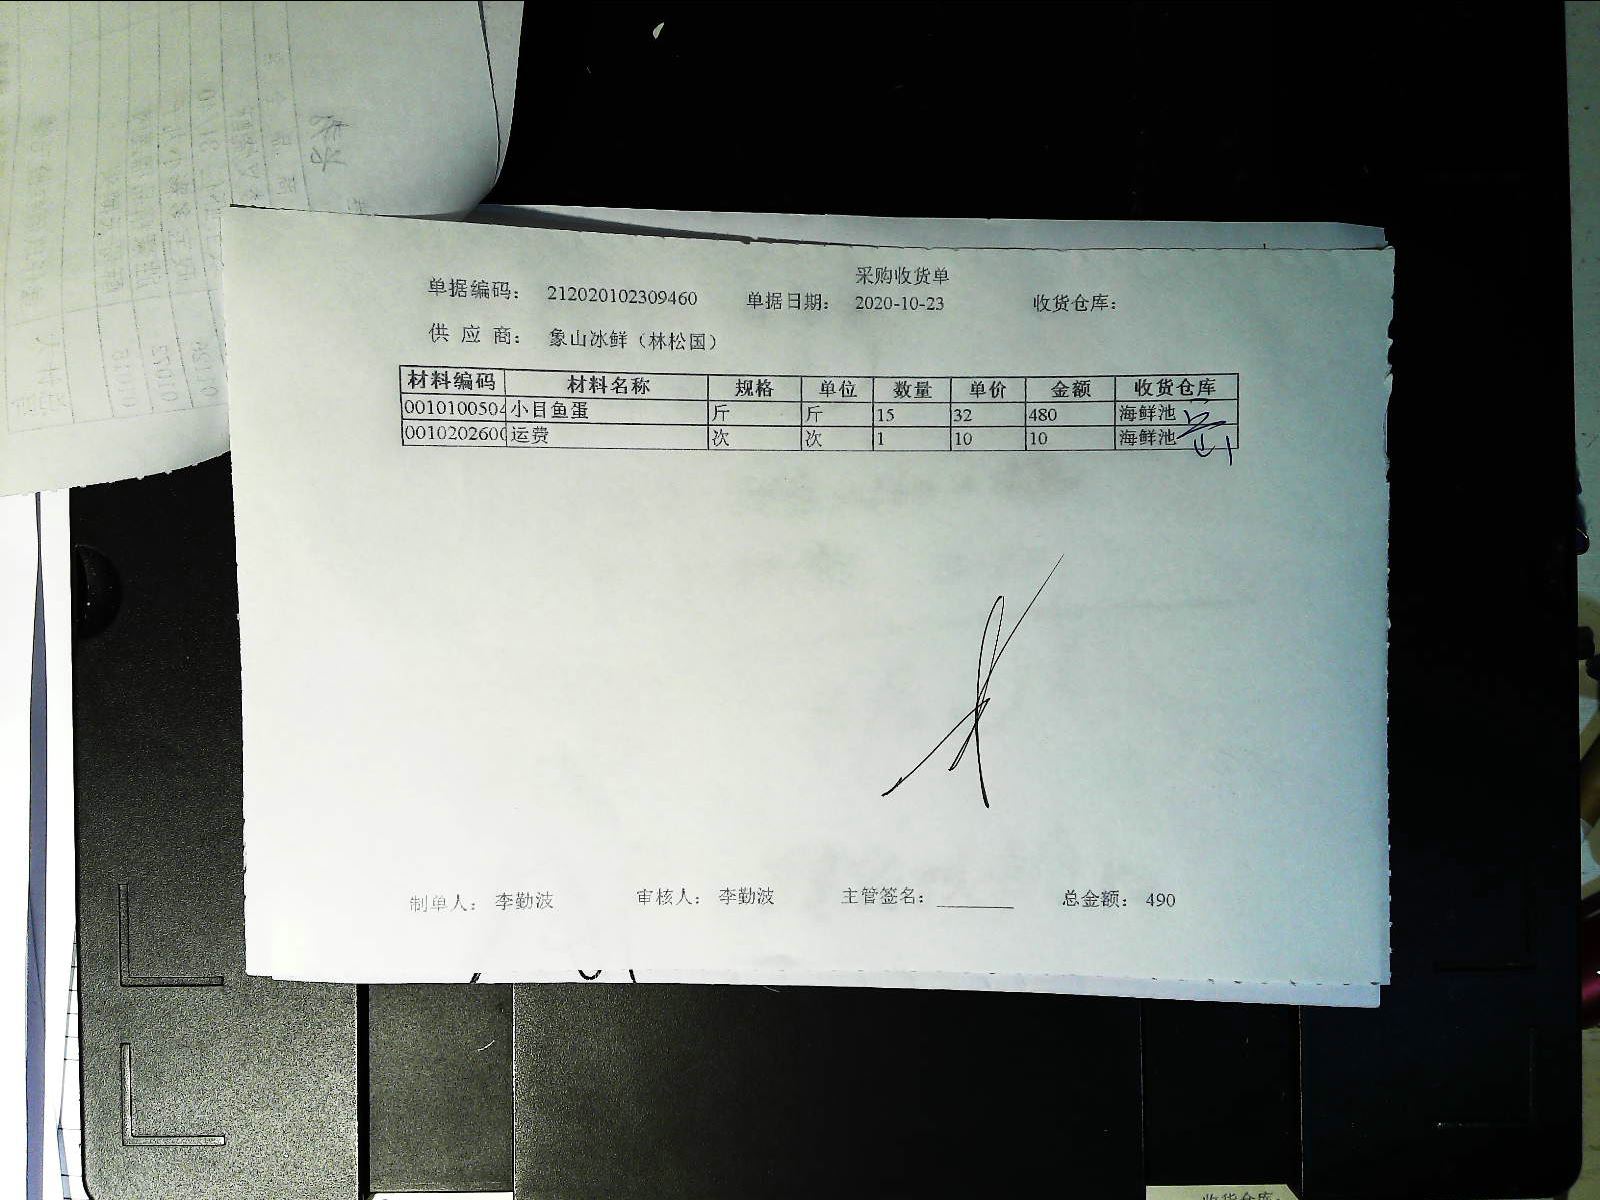 采购收货单
单据编码: 212020102309460 单据日期: 2020-10-23 收货仓库:
供 应 商: 象山冰鲜（林松国）
材料编码 材料名称 规格 单位 数量 单价 金额 收货仓库
0010100504 小目鱼蛋 斤 斤 15 32 480 海鲜池
0010202600 运费 次 次 1 10 10 海鲜池
制单人: 李勤波 审核人: 李勤波 主管签名: 总金额: 490
收货仓库: